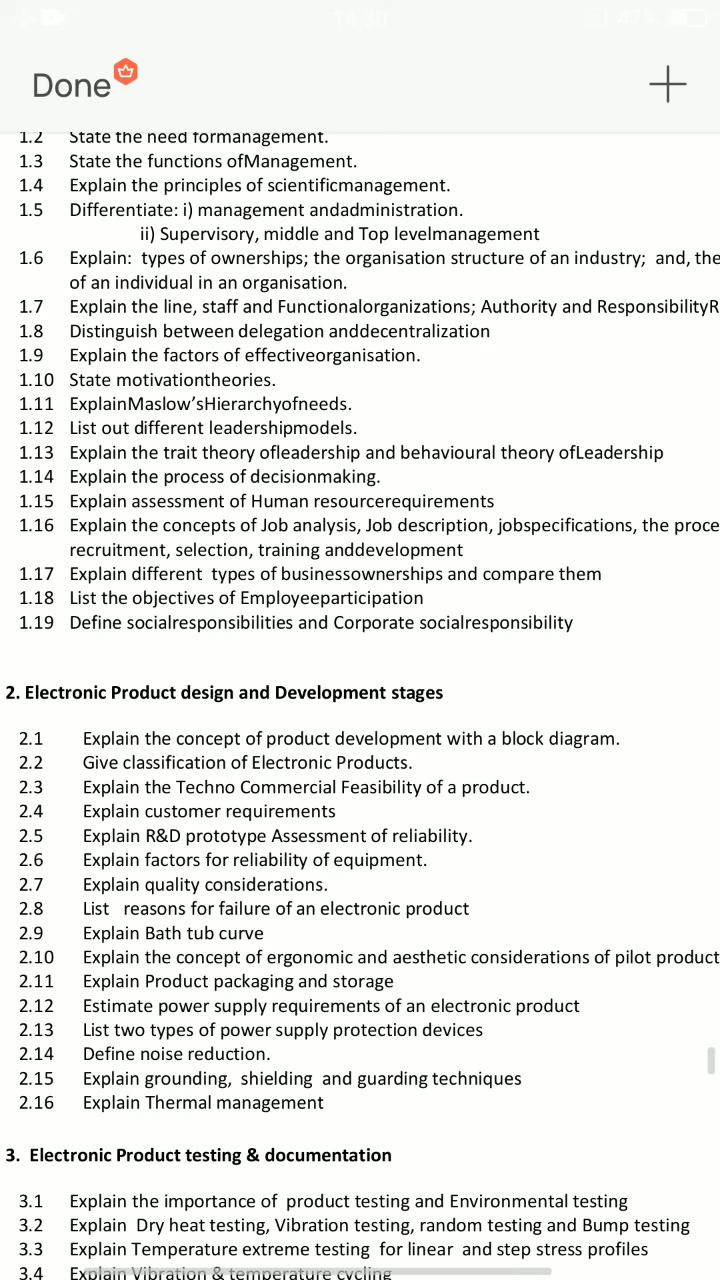 Done
1.2 State the need formanagement.
1.3 State the functions ofManagement.
1.4 Explain the principles of scientificmanagement.
1.5 Differentiate: i) management andadministration.
ii) Supervisory, middle and Top levelmanagement
1.6 Explain: types of ownerships; the organisation structure of an industry; and, the
of an individual in an organisation.
1.7 Explain the line, staff and Functionalorganizations; Authority and ResponsibilityR
1.8 Distinguish between delegation anddecentralization
1.9 Explain the factors of effectiveorganisation.
1.10 State motivationtheories.
1.11 ExplainMaslow’sHierarchyofneeds.
1.12 List out different leadershipmodels.
1.13 Explain the trait theory ofleadership and behavioural theory ofLeadership
1.14 Explain the process of decisionmaking.
1.15 Explain assessment of Human resourcerequirements
1.16 Explain the concepts of Job analysis, Job description, jobspecifications, the proce
recruitment, selection, training anddevelopment
1.17 Explain different types of businessownerships and compare them
1.18 List the objectives of Employeeparticipation
1.19 Define socialresponsibilities and Corporate socialresponsibility
2. Electronic Product design and Development stages
2.1 Explain the concept of product development with a block diagram.
2.2 Give classification of Electronic Products.
2.3 Explain the Techno Commercial Feasibility of a product.
2.4 Explain customer requirements
2.5 Explain R&D prototype Assessment of reliability.
2.6 Explain factors for reliability of equipment.
2.7 Explain quality considerations.
2.8 List reasons for failure of an electronic product
2.9 Explain Bath tub curve
2.10 Explain the concept of ergonomic and aesthetic considerations of pilot product
2.11 Explain Product packaging and storage
2.12 Estimate power supply requirements of an electronic product
2.13 List two types of power supply protection devices
2.14 Define noise reduction.
2.15 Explain grounding, shielding and guarding techniques
2.16 Explain Thermal management
3. Electronic Product testing & documentation
3.1 Explain the importance of product testing and Environmental testing
3.2 Explain Dry heat testing, Vibration testing, random testing and Bump testing
3.3 Explain Temperature extreme testing for linear and step stress profiles
3.4 Explain Vibration & temperature cycling